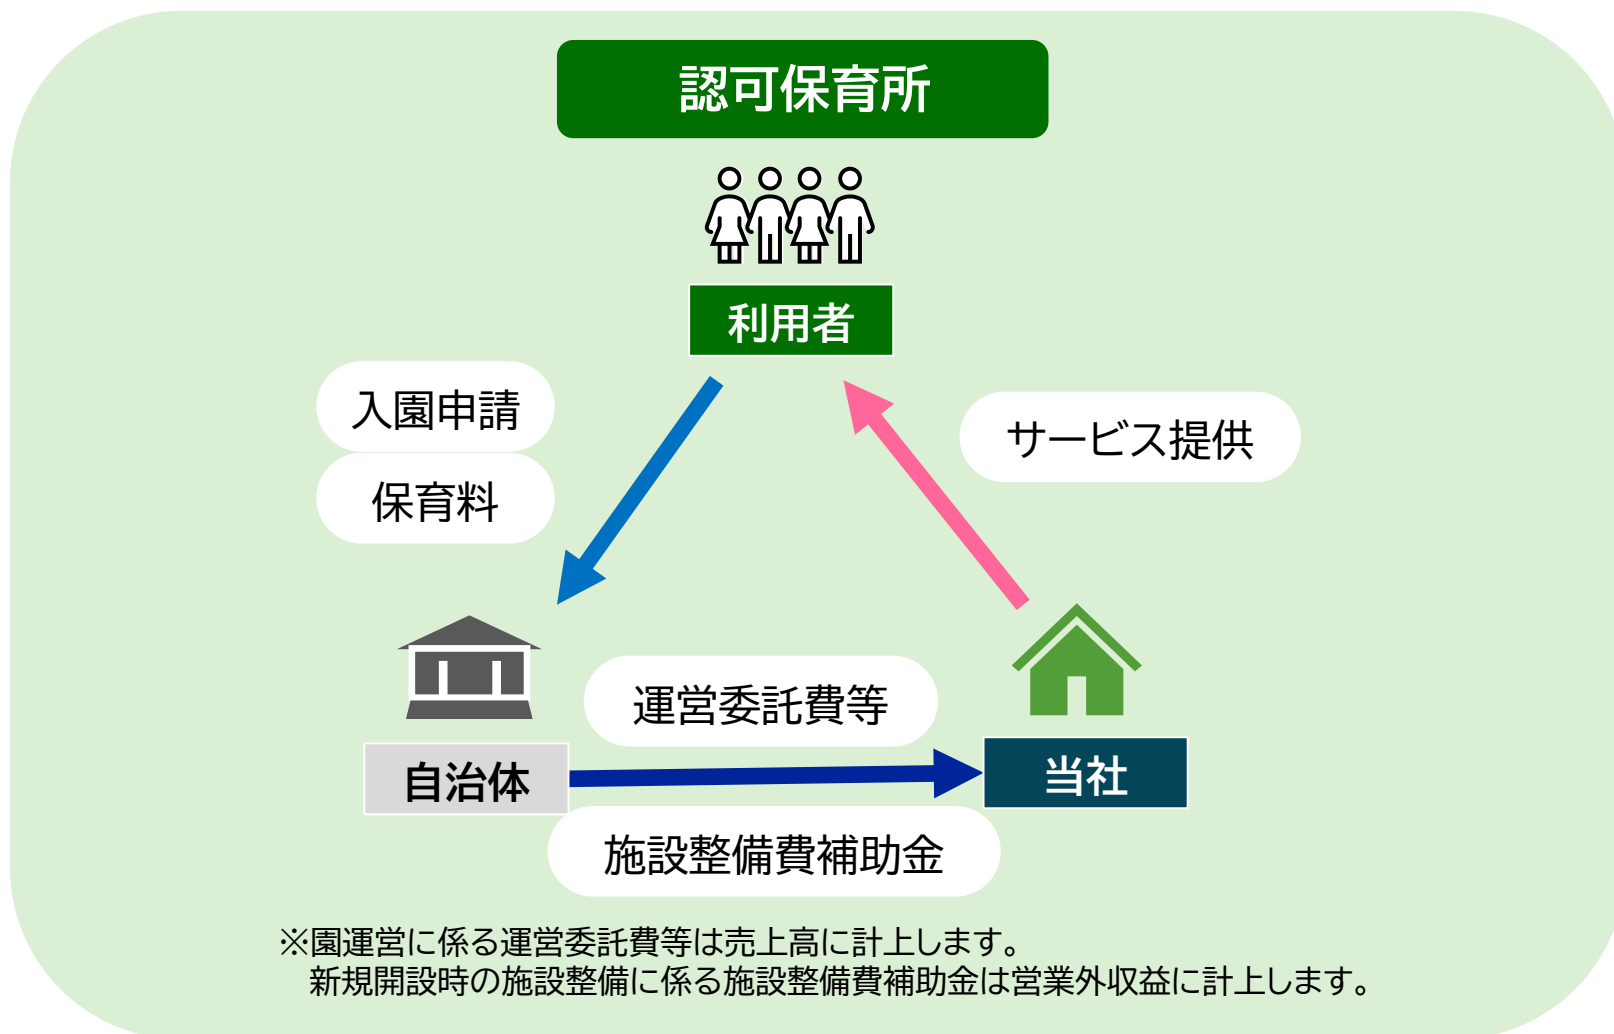 認可保育所
利用者
入園申請
保育料
サービス提供
運営委託費等
自治体
当社
施設整備費補助金
※園運営に係る運営委託費等は売上高に計上します。
新規開設時の施設整備に係る施設整備費補助金は営業外収益に計上します。